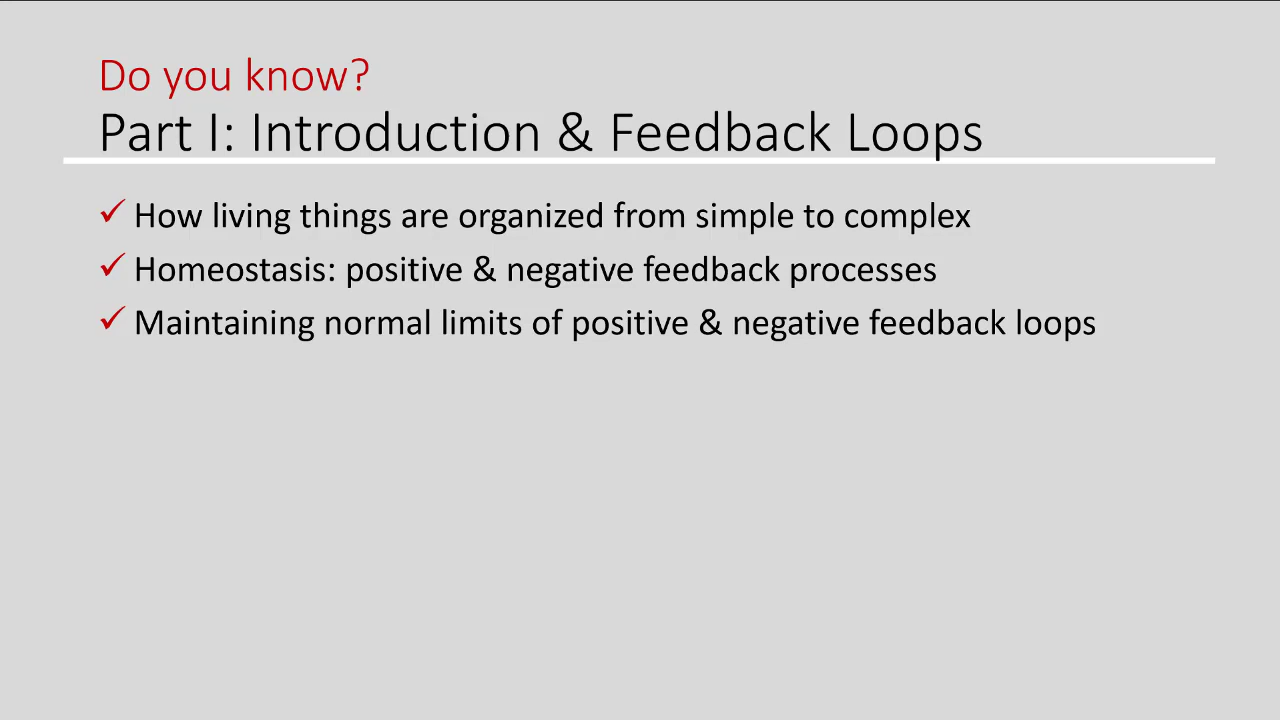 Do you know?
Part I: Introduction & Feedback Loops
✓ How living things are organized from simple to complex
✓ Homeostasis: positive & negative feedback processes
✓ Maintaining normal limits of positive & negative feedback loops